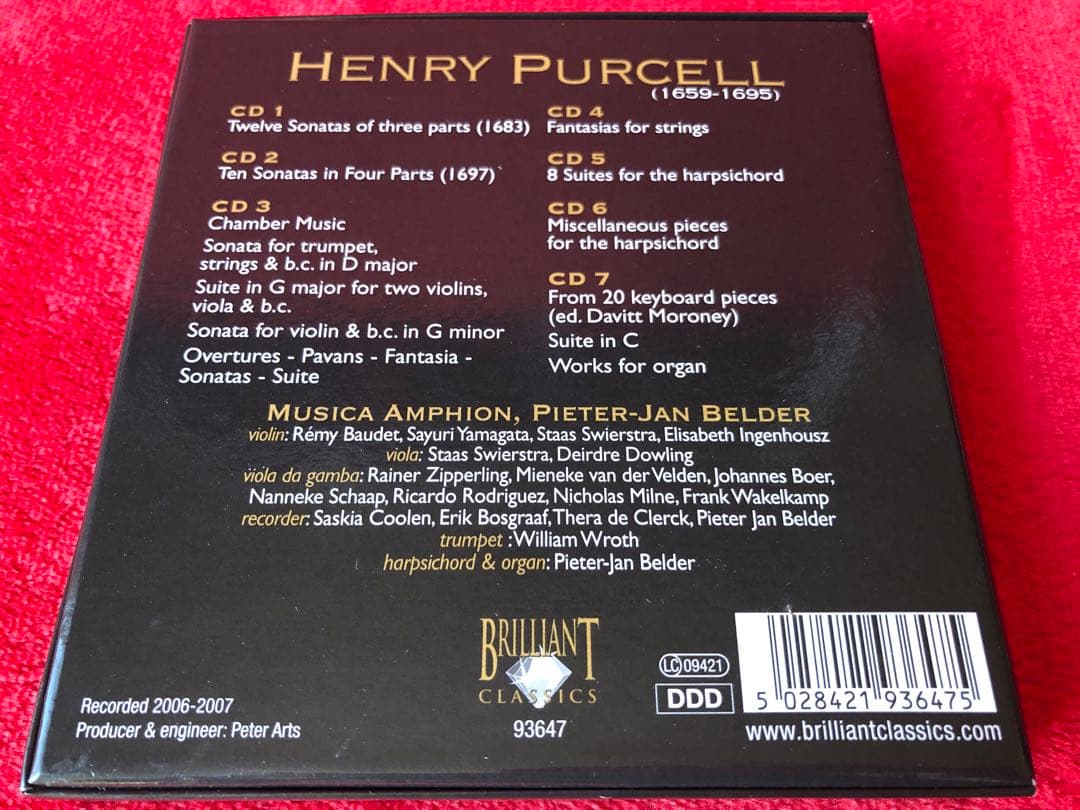 HENRY PURCELL
(1659-1695)
CD 1
Twelve Sonatas of three parts (1683)
CD 2
Ten Sonatas in Four Parts (1697)
CD 3
Chamber Music
Sonata for trumpet,
strings & b.c. in D major
Suite in G major for two violins,
viola & b.c.
Sonata for violin & b.c. in G minor
Overtures - Pavans - Fantasia -
Sonatas - Suite
CD 4
Fantasias for strings
CD 5
8 Suites for the harpsichord
CD 6
Miscellaneous pieces
for the harpsichord
CD 7
From 20 keyboard pieces
(ed. Davitt Moroney)
Suite in C
Works for organ
MUSICA AMPHION, PIETER-JAN BELDER
violin: Rémy Baudet, Sayuri Yamagata, Staas Swierstra, Elisabeth Ingenhousz
viola: Staas Swierstra, Deirdre Dowling
viola da gamba: Rainer Zipperling, Mieneke van der Velden, Johannes Boer,
Nanneke Schaap, Ricardo Rodriguez, Nicholas Milne, Frank Wakelkamp
recorder: Saskia Coolen, Erik Bosgraaf, Thera de Clerck, Pieter Jan Belder
trumpet : William Wroth
harpsichord & organ: Pieter-Jan Belder
Recorded 2006-2007
Producer & engineer: Peter Arts
BRILLIANT
CLASSICS
93647
LC 09421
DDD
5 028421 936475
www.brilliantclassics.com